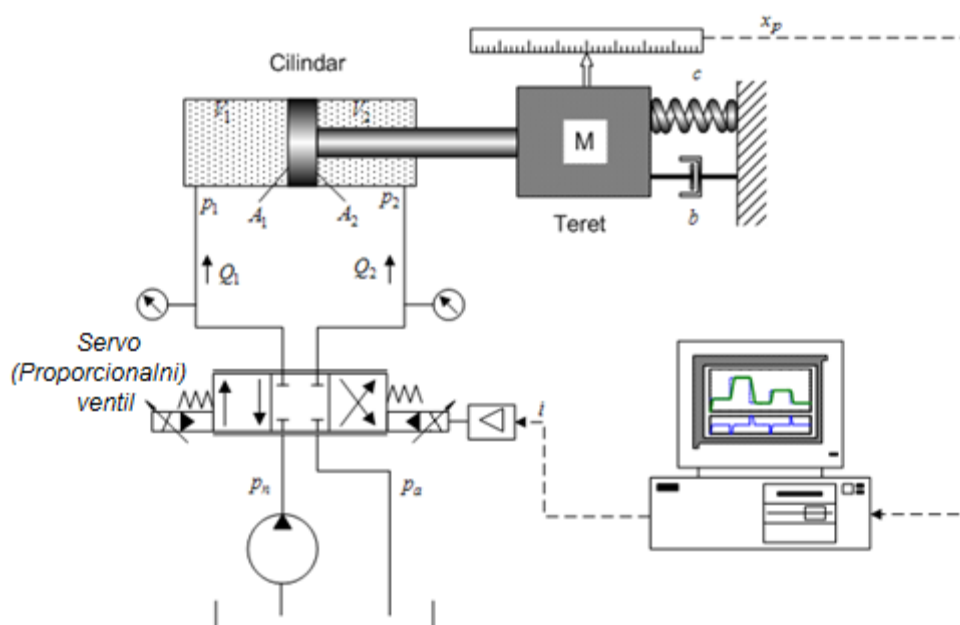 x_p
Cilindar
c
V_1
V_2
M
p_1
A_1
A_2
p_2
Teret
b
Q_1
Q_2
Servo
(Proporcionalni)
ventil
i
p_n
p_a